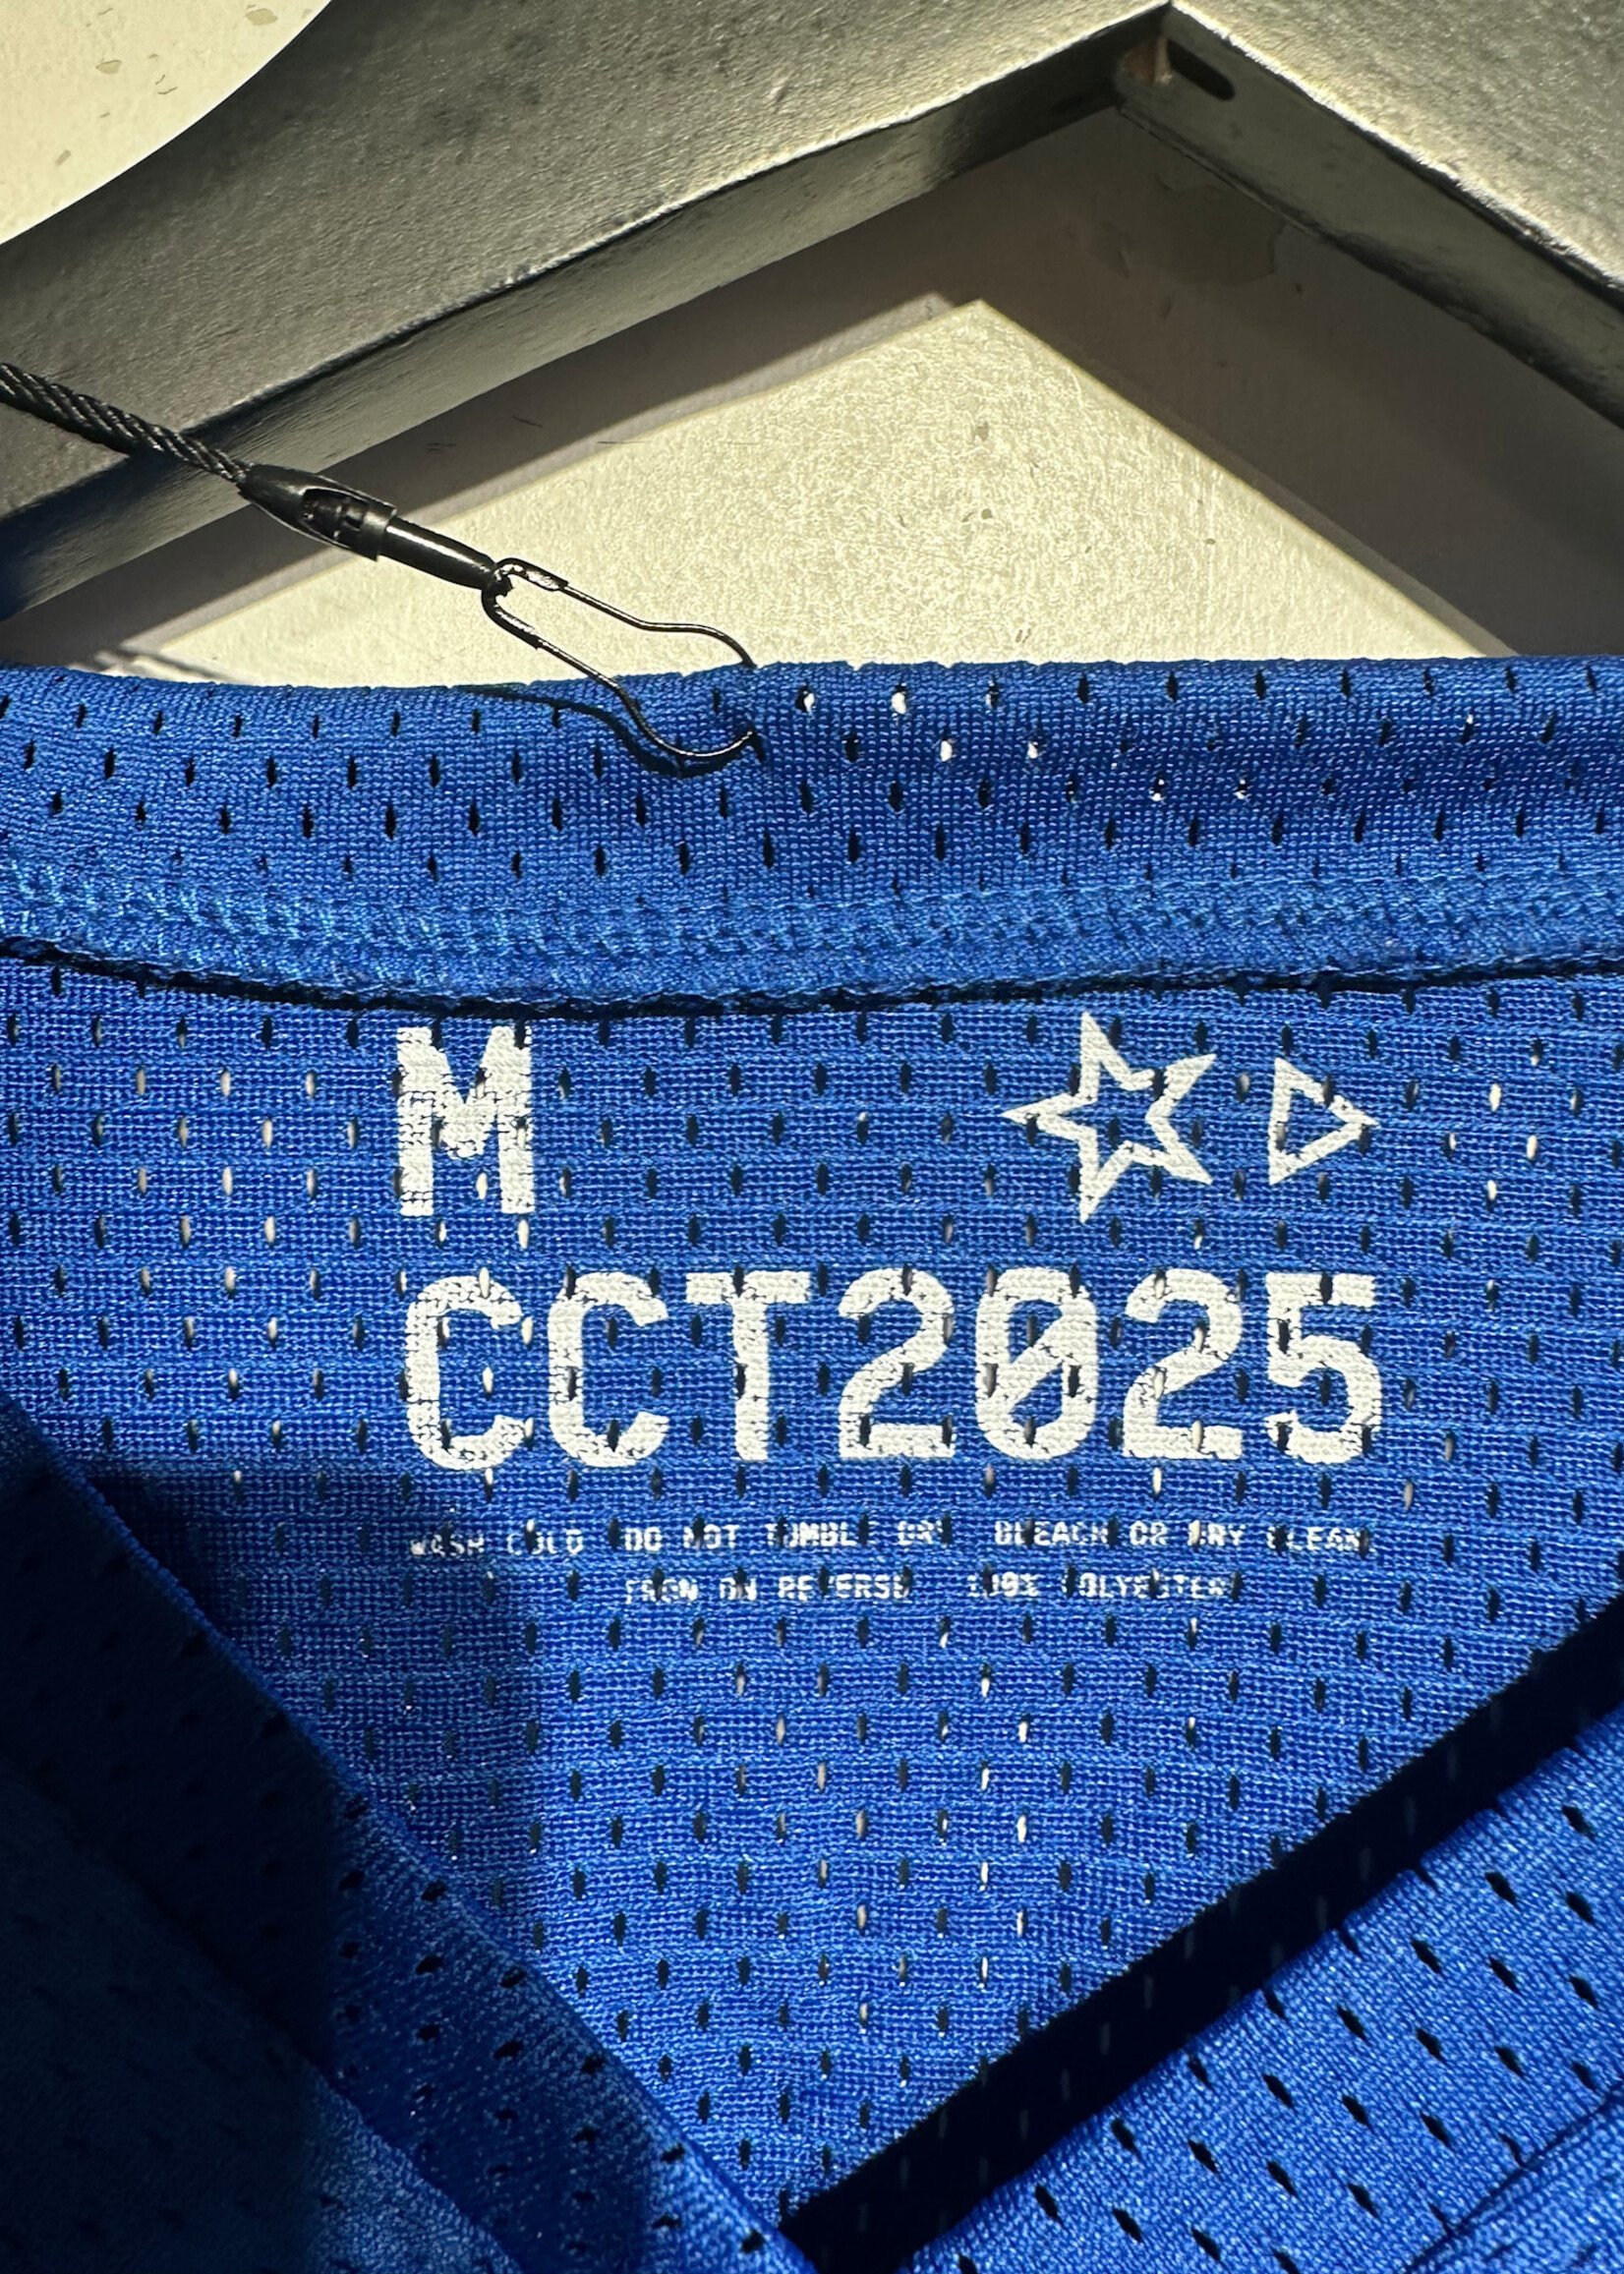 M
CCT2025
WASH COLD DO NOT TUMBLE DRY BLEACH OR DRY CLEAN
IRON ON REVERSE 100% POLYESTER